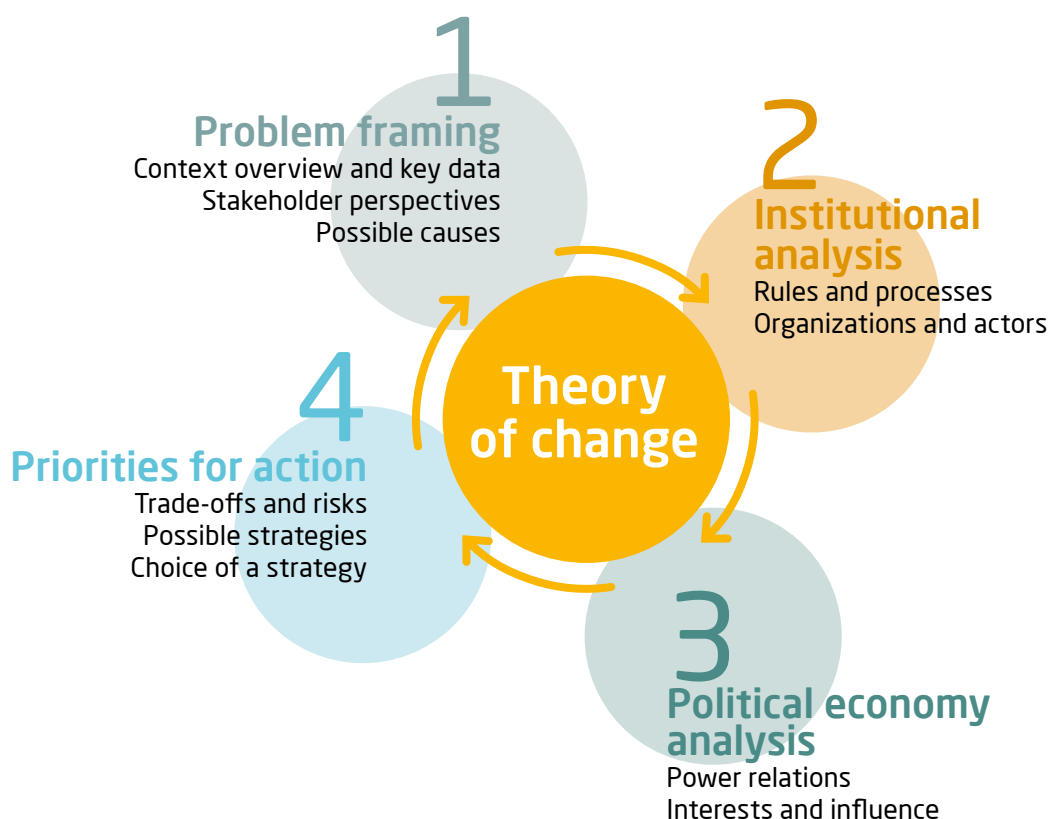 1
Problem framing
Context overview and key data
Stakeholder perspectives
Possible causes
2
Institutional
analysis
Rules and processes
Organizations and actors
Theory
of change
3
Political economy
analysis
Power relations
Interests and influence
4
Priorities for action
Trade-offs and risks
Possible strategies
Choice of a strategy